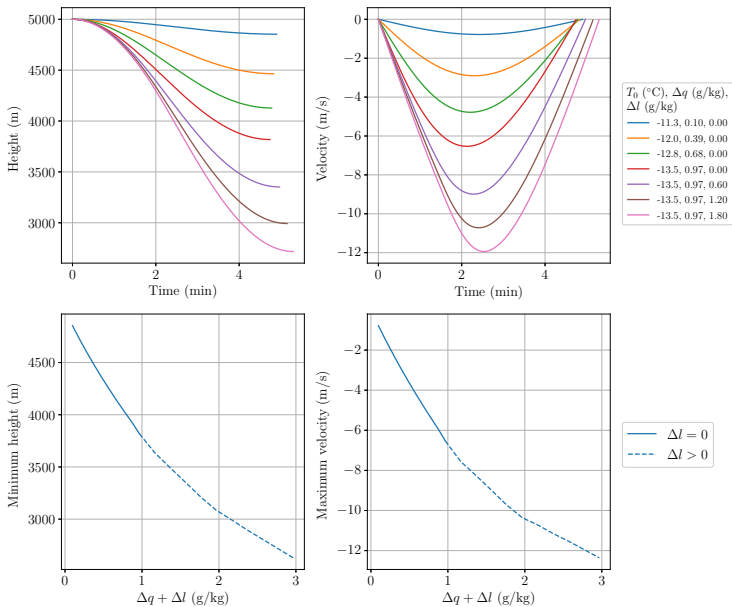 5000
4500
4000
3500
3000
Height (m)
0
2
4
Time (min)
0
−2
−4
−6
−8
−10
−12
Velocity (m/s)
0
2
4
Time (min)
T₀ (°C), Δq (g/kg),
Δl (g/kg)
-11.3, 0.10, 0.00
-12.0, 0.39, 0.00
-12.8, 0.68, 0.00
-13.5, 0.97, 0.00
-13.5, 0.97, 0.60
-13.5, 0.97, 1.20
-13.5, 0.97, 1.80
4500
4000
3500
3000
Minimum height (m)
0
1
2
3
Δq + Δl (g/kg)
−2
−4
−6
−8
−10
−12
Maximum velocity (m/s)
0
1
2
3
Δq + Δl (g/kg)
Δl = 0
Δl > 0